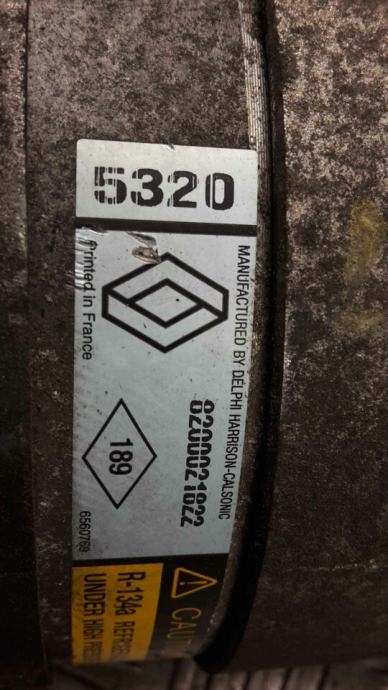 5320
MANUFACTURED BY DELPHI HARRISON-CALSONIC
8200021822
189
Printed in France
6560769
R-134a
UNDER HIGH